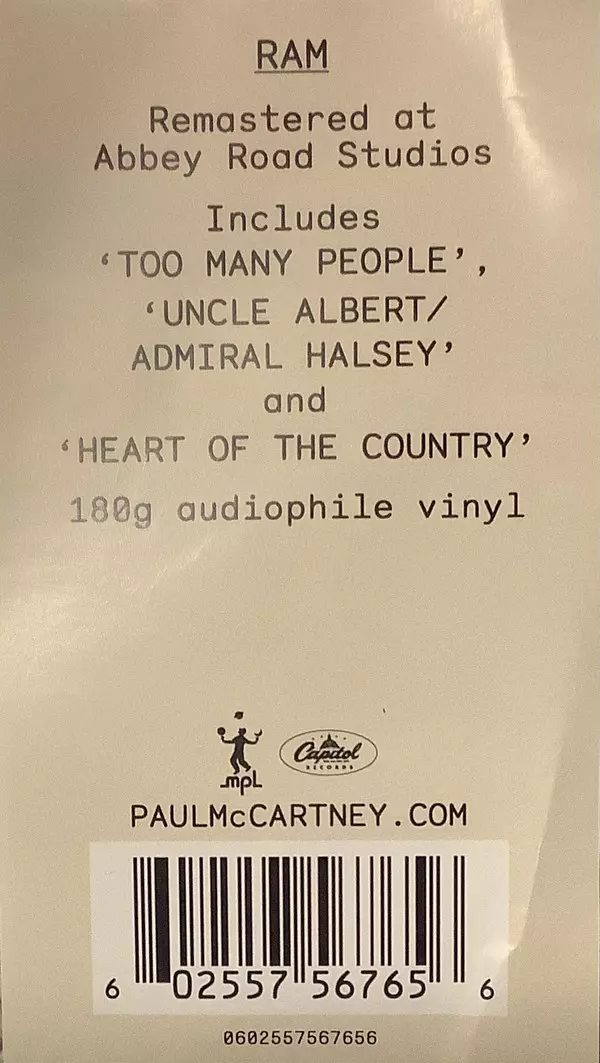 RAM
Remastered at
Abbey Road Studios
Includes
‘TOO MANY PEOPLE’,
‘UNCLE ALBERT/
ADMIRAL HALSEY’
and
‘HEART OF THE COUNTRY’
180g audiophile vinyl
mpl
Capitol
RECORDS
PAULMcCARTNEY.COM
6 02557 56765 6
0602557567656